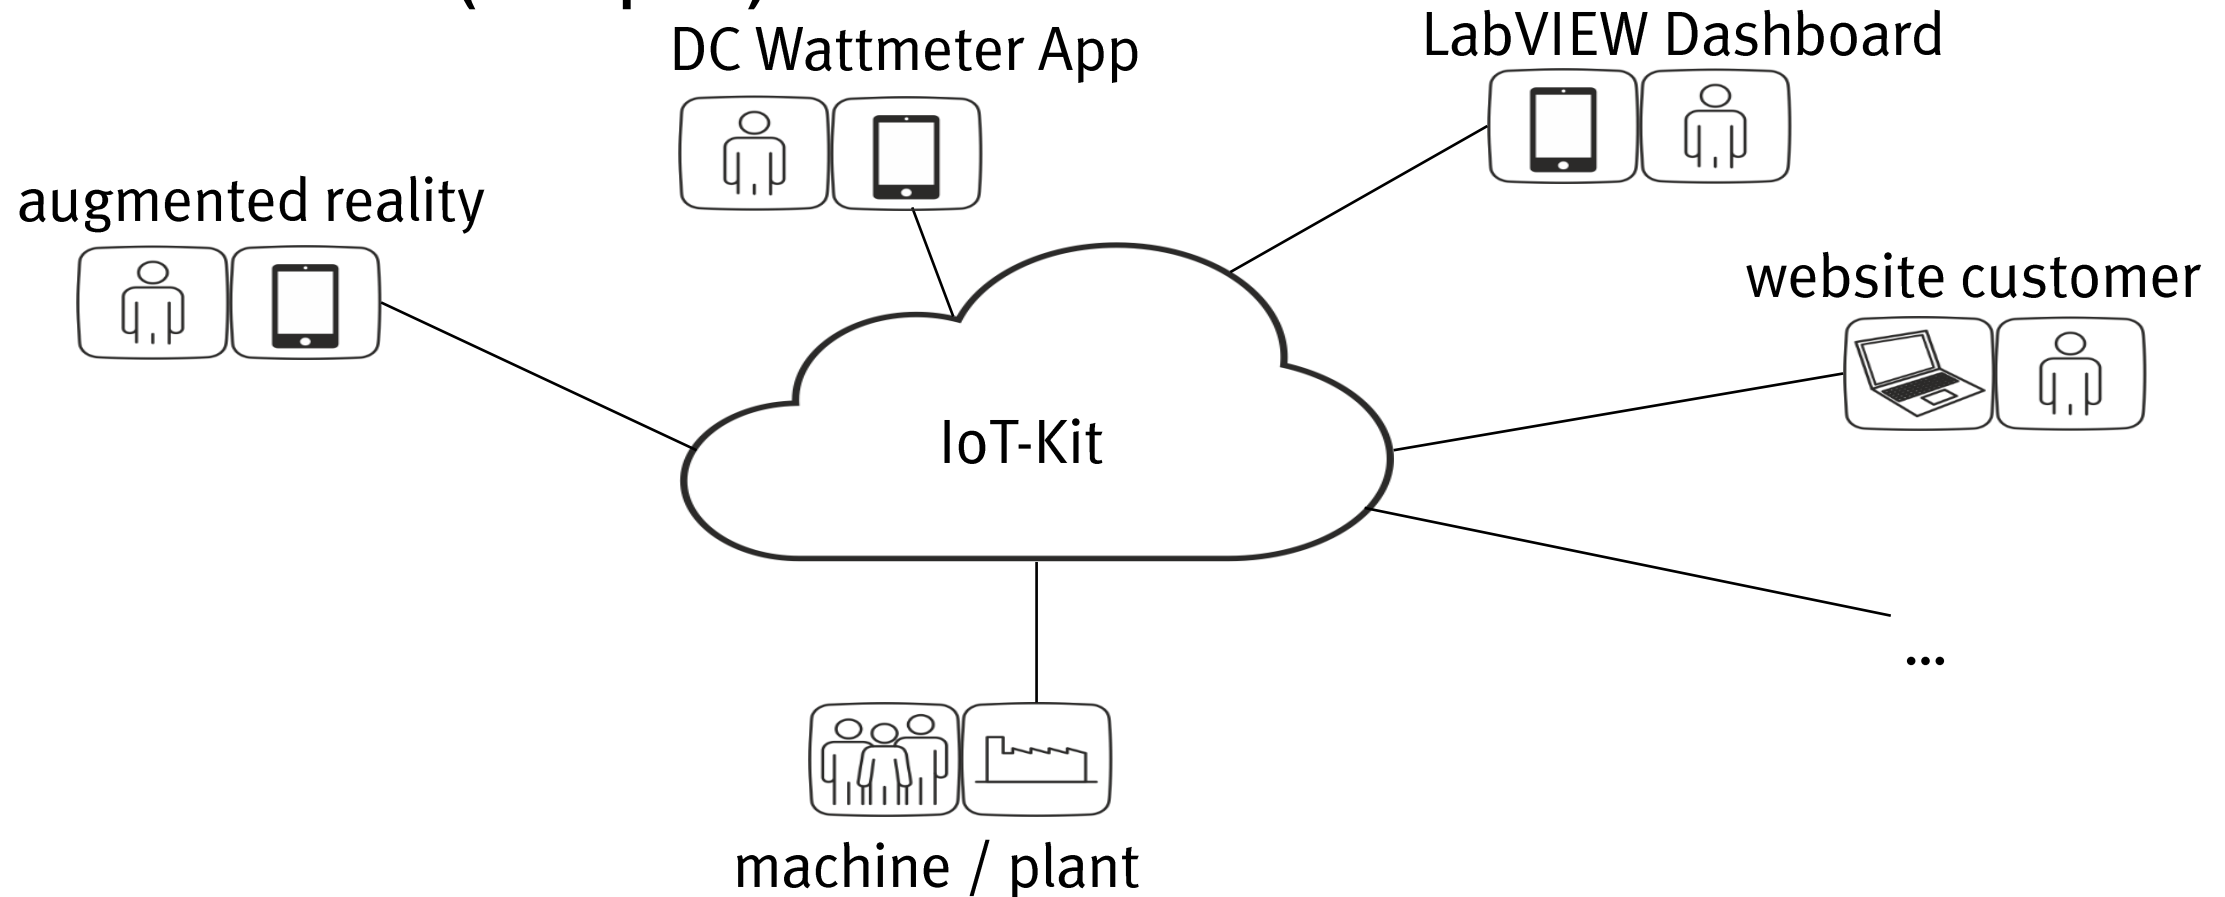 DC Wattmeter App
LabVIEW Dashboard
augmented reality
website customer
IoT-Kit
...
machine / plant